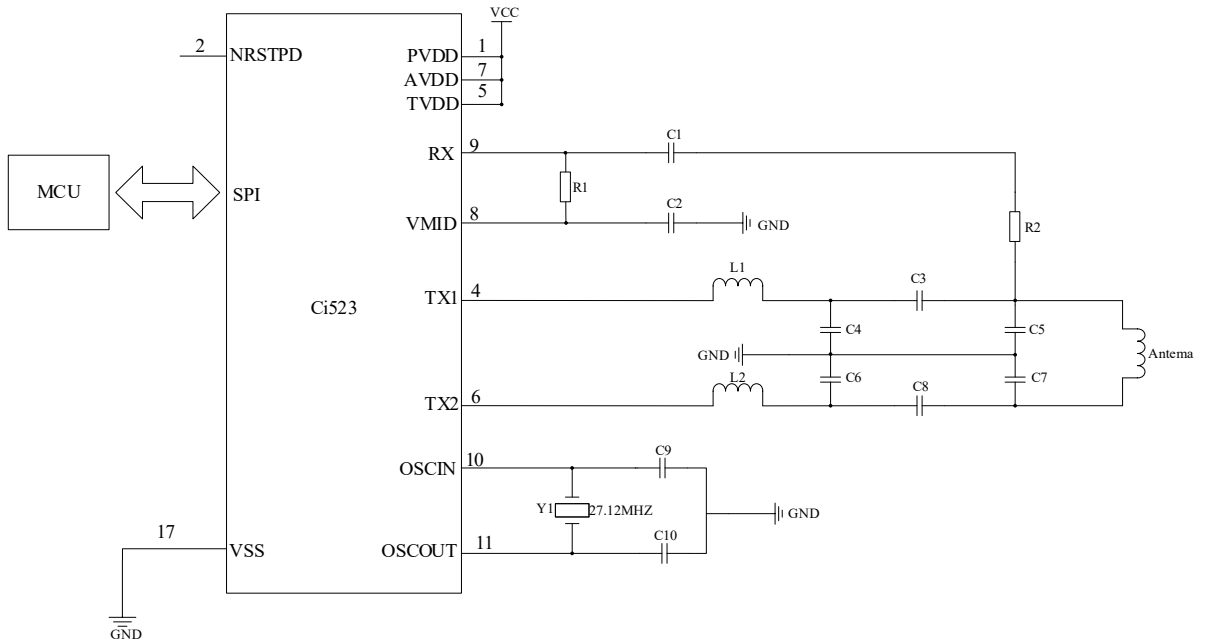 VCC
2
NRSTPD
PVDD
1
AVDD
7
TVDD
5
RX
9
C1
MCU
SPI
R1
VMID
8
C2
GND
R2
L1
C3
Ci523
TX1
4
C4
C5
GND
Antema
L2
C6
C7
C8
TX2
6
OSCIN
10
C9
Y1
27.12MHZ
GND
17
VSS
OSCOUT
11
C10
GND